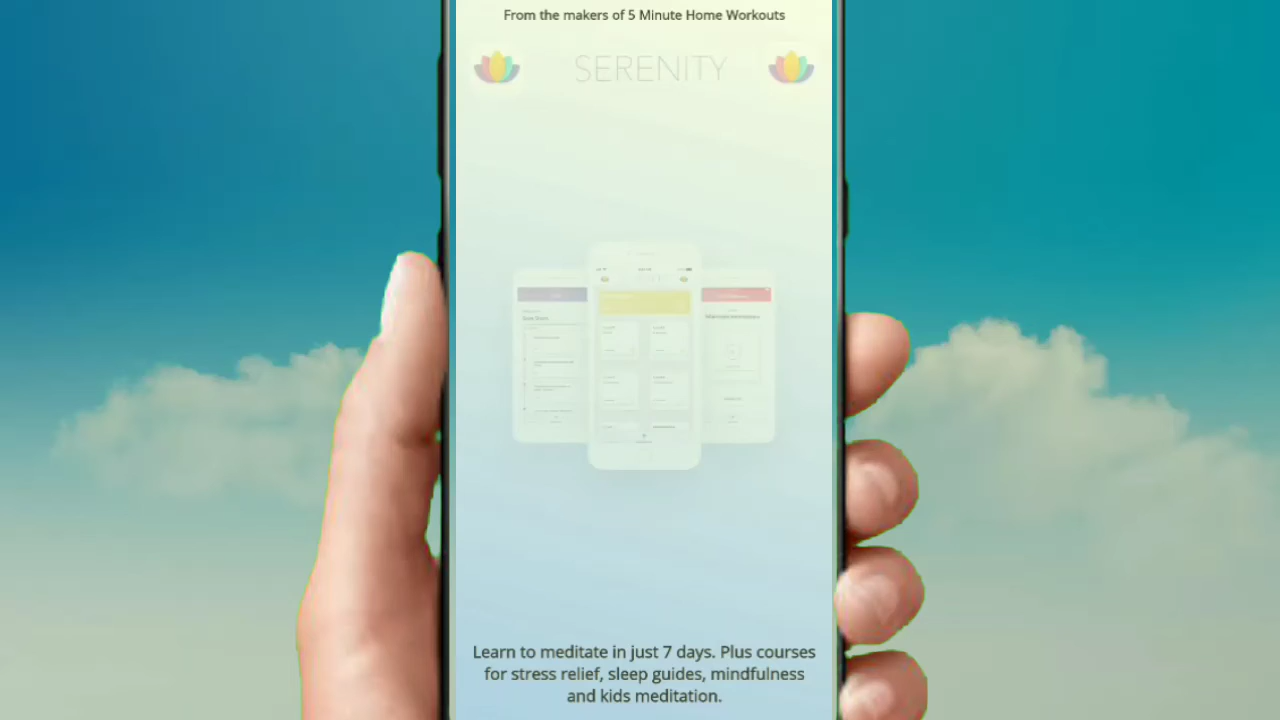 From the makers of 5 Minute Home Workouts
SERENITY
Learn to meditate in just 7 days. Plus courses
for stress relief, sleep guides, mindfulness
and kids meditation.